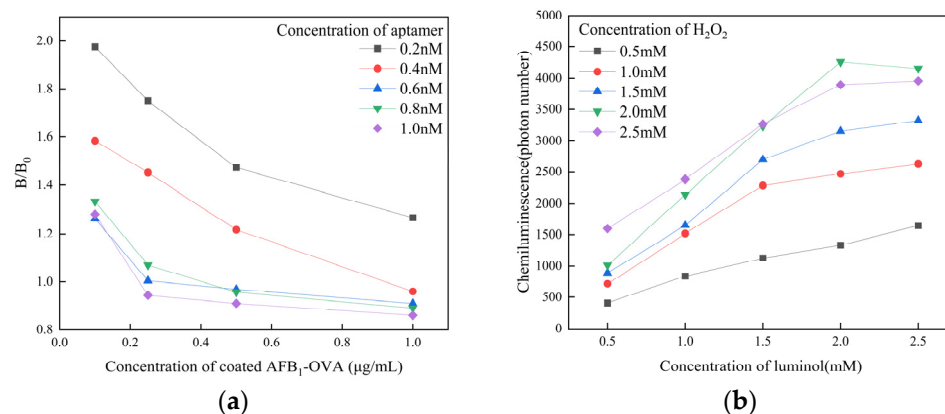 Concentration of aptamer
0.2nM
0.4nM
0.6nM
0.8nM
1.0nM
2.0
1.8
1.6
1.4
1.2
1.0
0.8
B/B₀
0.0
0.2
0.4
0.6
0.8
1.0
Concentration of coated AFB₁-OVA (μg/mL)
(a)
Concentration of H₂O₂
0.5mM
1.0mM
1.5mM
2.0mM
2.5mM
5000
4500
4000
3500
3000
2500
2000
1500
1000
500
0
Chemiluminescence(photon number)
0.5
1.0
1.5
2.0
2.5
Concentration of luminol(mM)
(b)